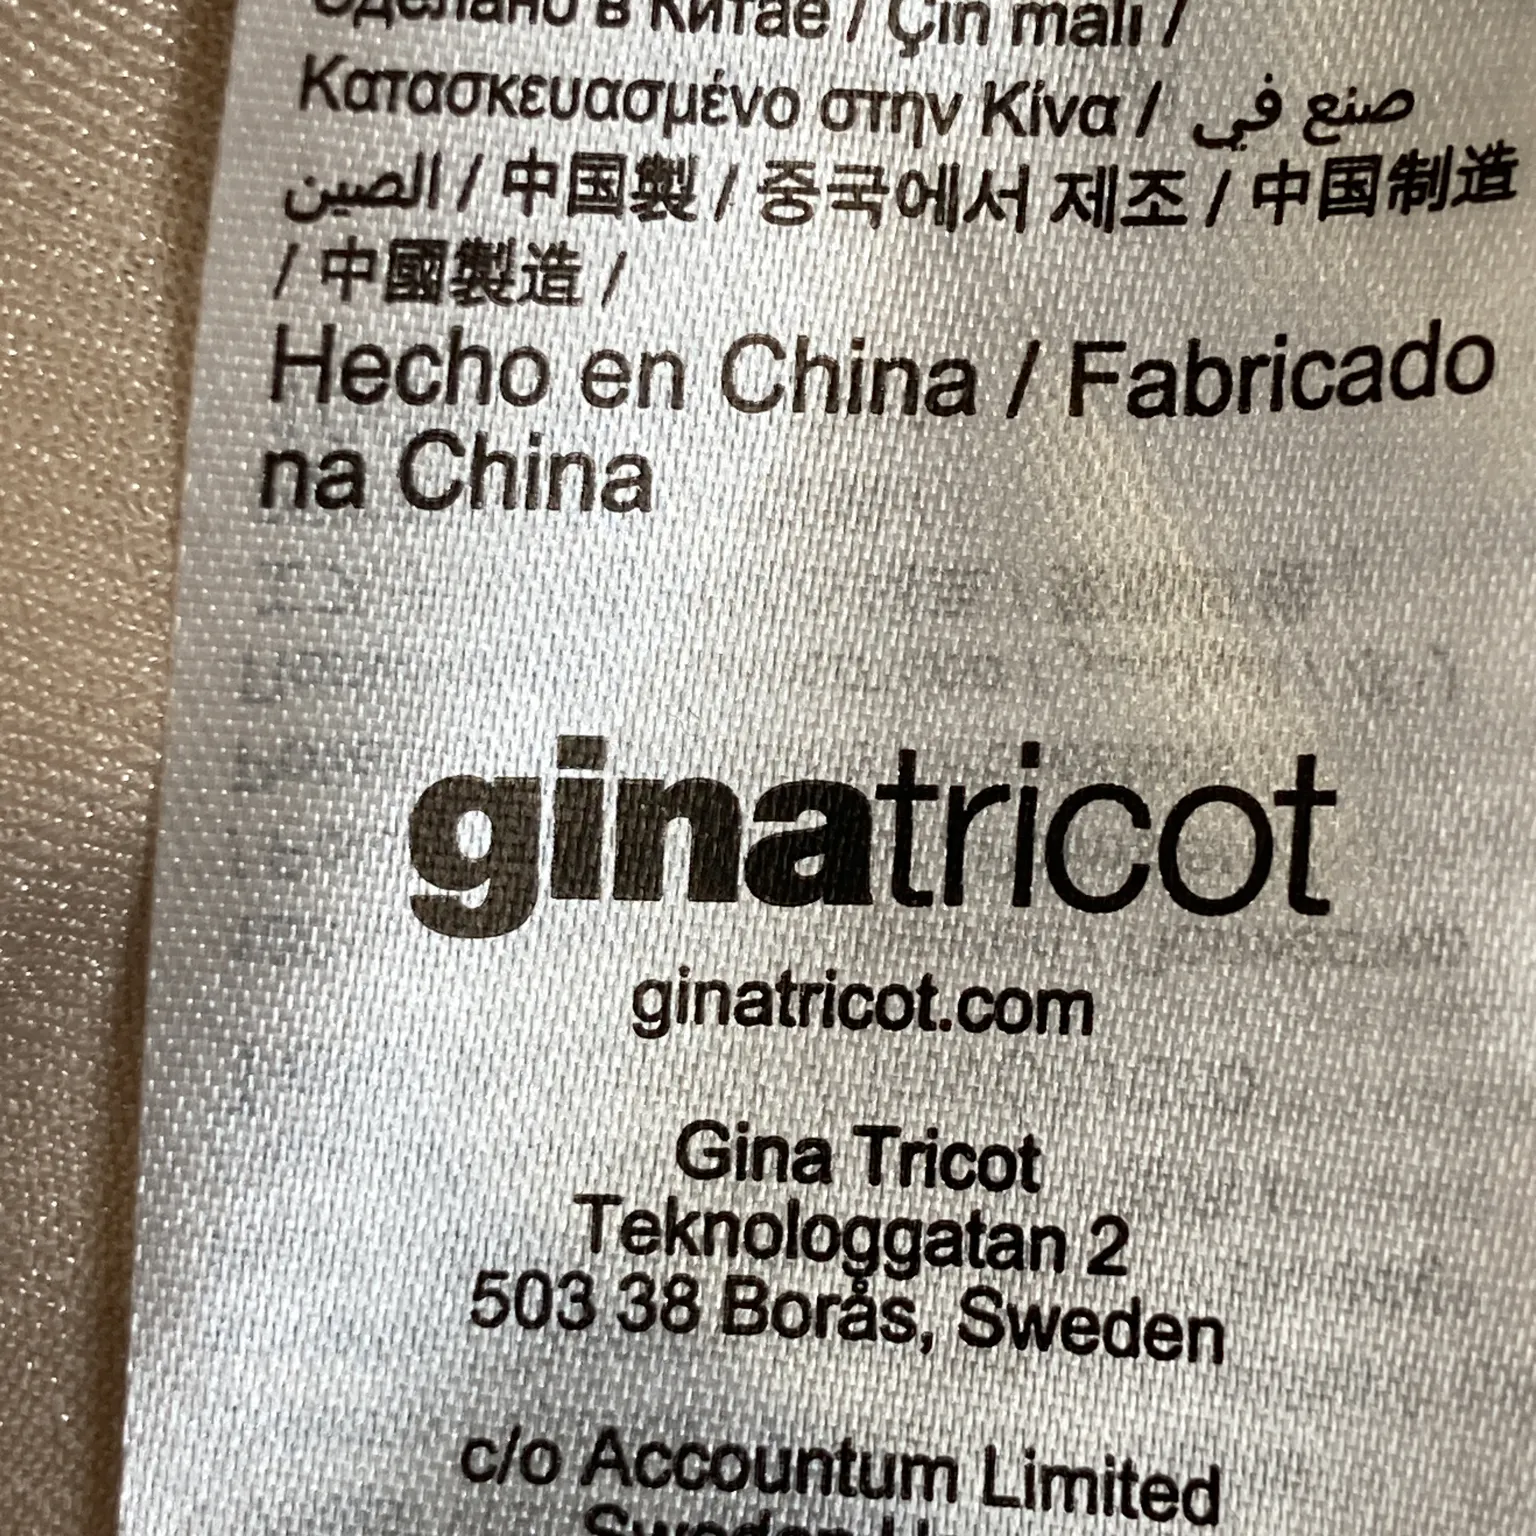 Сделано в Китае / Çin malı /
Κατασκευασμένο στην Κίνα / صنع في
الصين / 中国製 / 중국에서 제조 / 中国制造
/ 中國製造 /
Hecho en China / Fabricado
na China
ginatricot
ginatricot.com
Gina Tricot
Teknologgatan 2
503 38 Borås, Sweden
c/o Accountum Limited
Sweden